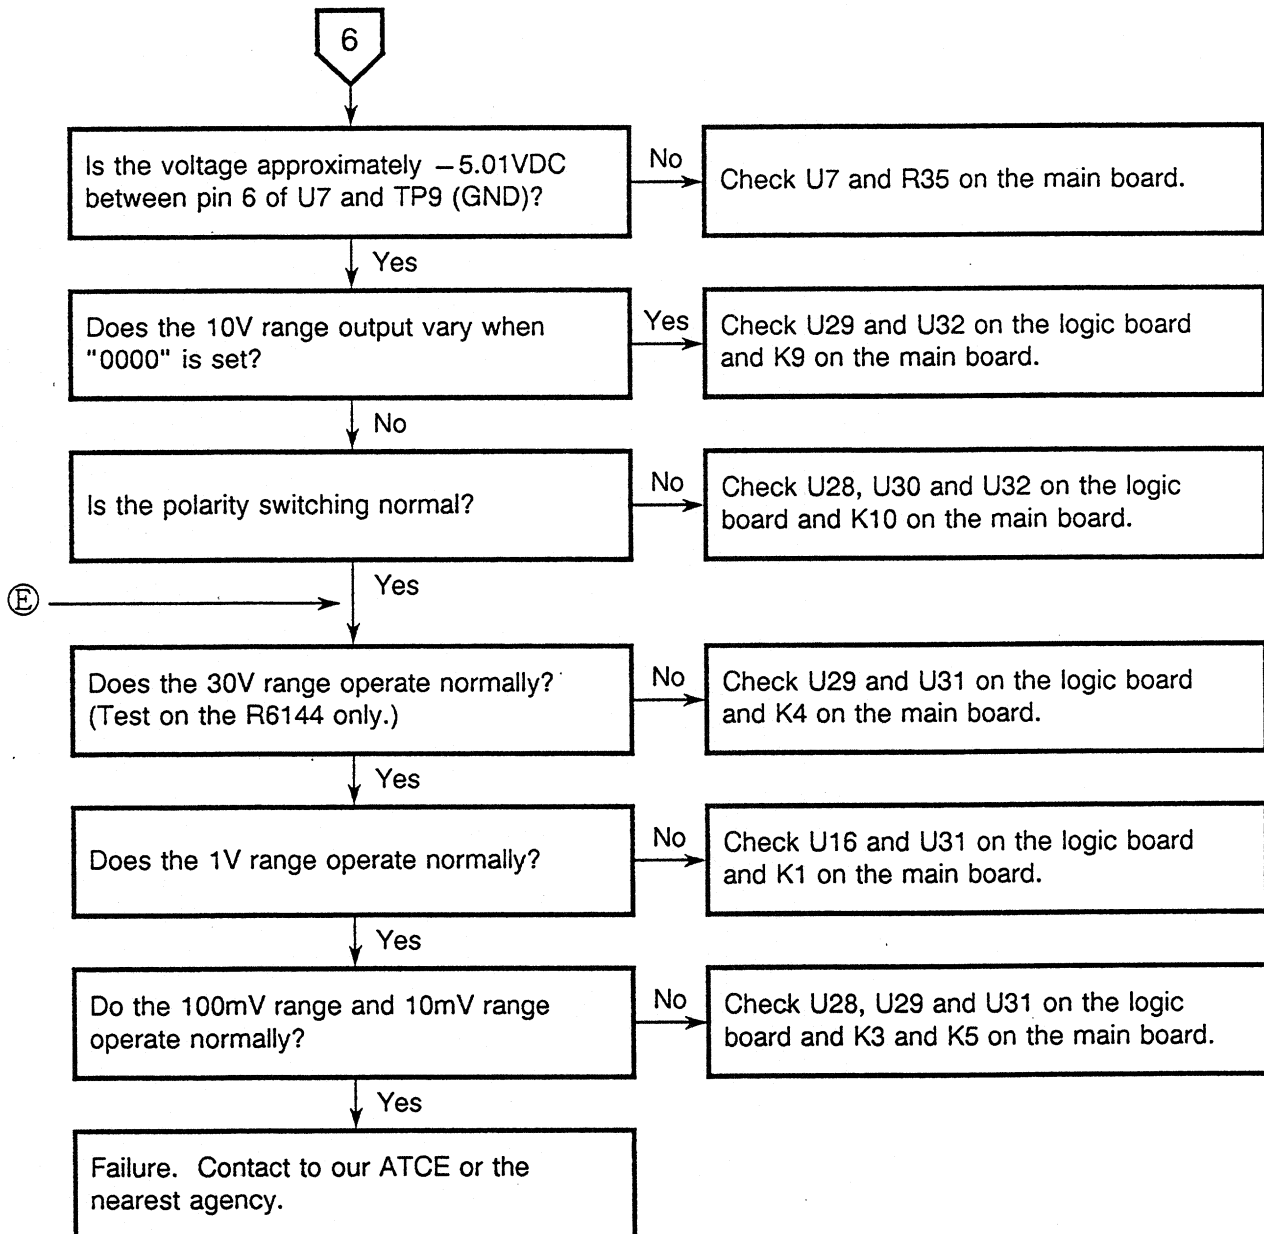 6
Is the voltage approximately −5.01VDC
between pin 6 of U7 and TP9 (GND)?
No
Check U7 and R35 on the main board.
Yes
Does the 10V range output vary when
"0000" is set?
Yes
Check U29 and U32 on the logic board
and K9 on the main board.
No
Is the polarity switching normal?
No
Check U28, U30 and U32 on the logic
board and K10 on the main board.
Yes
Ⓔ
Does the 30V range operate normally?
(Test on the R6144 only.)
No
Check U29 and U31 on the logic board
and K4 on the main board.
Yes
Does the 1V range operate normally?
No
Check U16 and U31 on the logic board
and K1 on the main board.
Yes
Do the 100mV range and 10mV range
operate normally?
No
Check U28, U29 and U31 on the logic
board and K3 and K5 on the main board.
Yes
Failure. Contact to our ATCE or the
nearest agency.